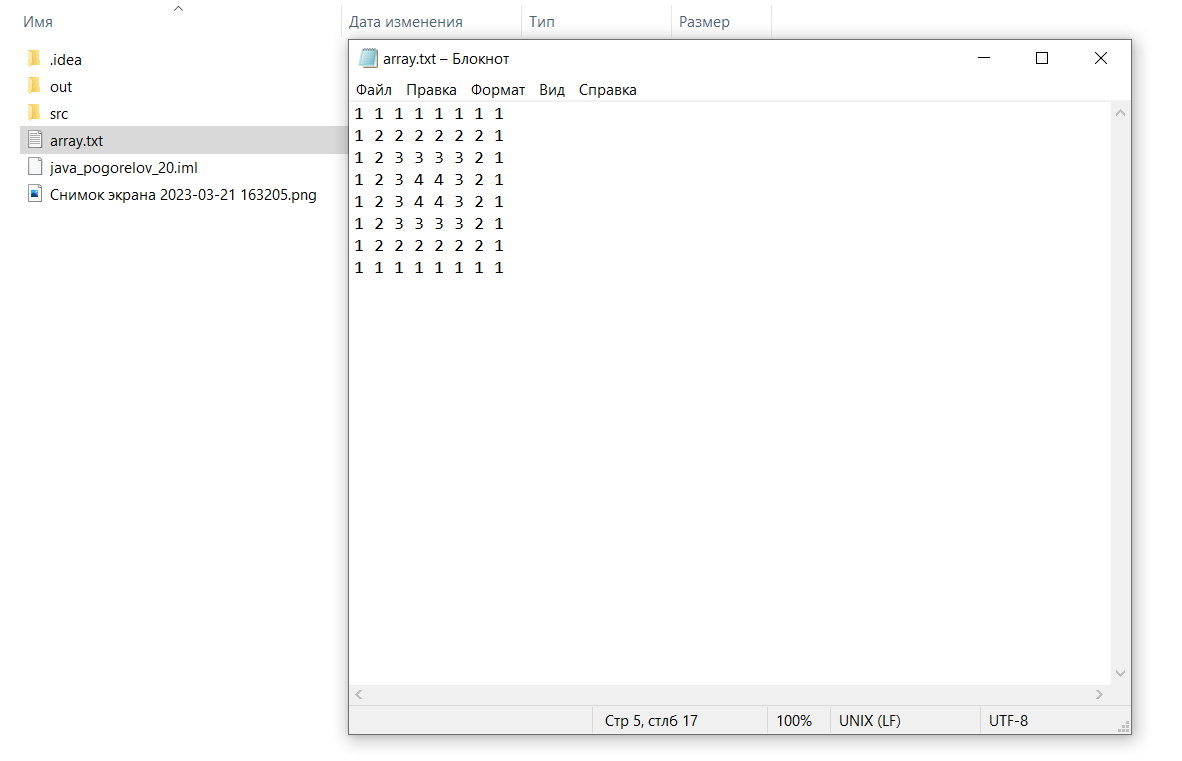 Имя Дата изменения Тип Размер
.idea
out
src
array.txt
java_pogorelov_20.iml
Снимок экрана 2023-03-21 163205.png
array.txt – Блокнот
Файл Правка Формат Вид Справка
1 1 1 1 1 1 1 1
1 2 2 2 2 2 2 1
1 2 3 3 3 3 2 1
1 2 3 4 4 3 2 1
1 2 3 4 4 3 2 1
1 2 3 3 3 3 2 1
1 2 2 2 2 2 2 1
1 1 1 1 1 1 1 1
Стр 5, стлб 17 100% UNIX (LF) UTF-8